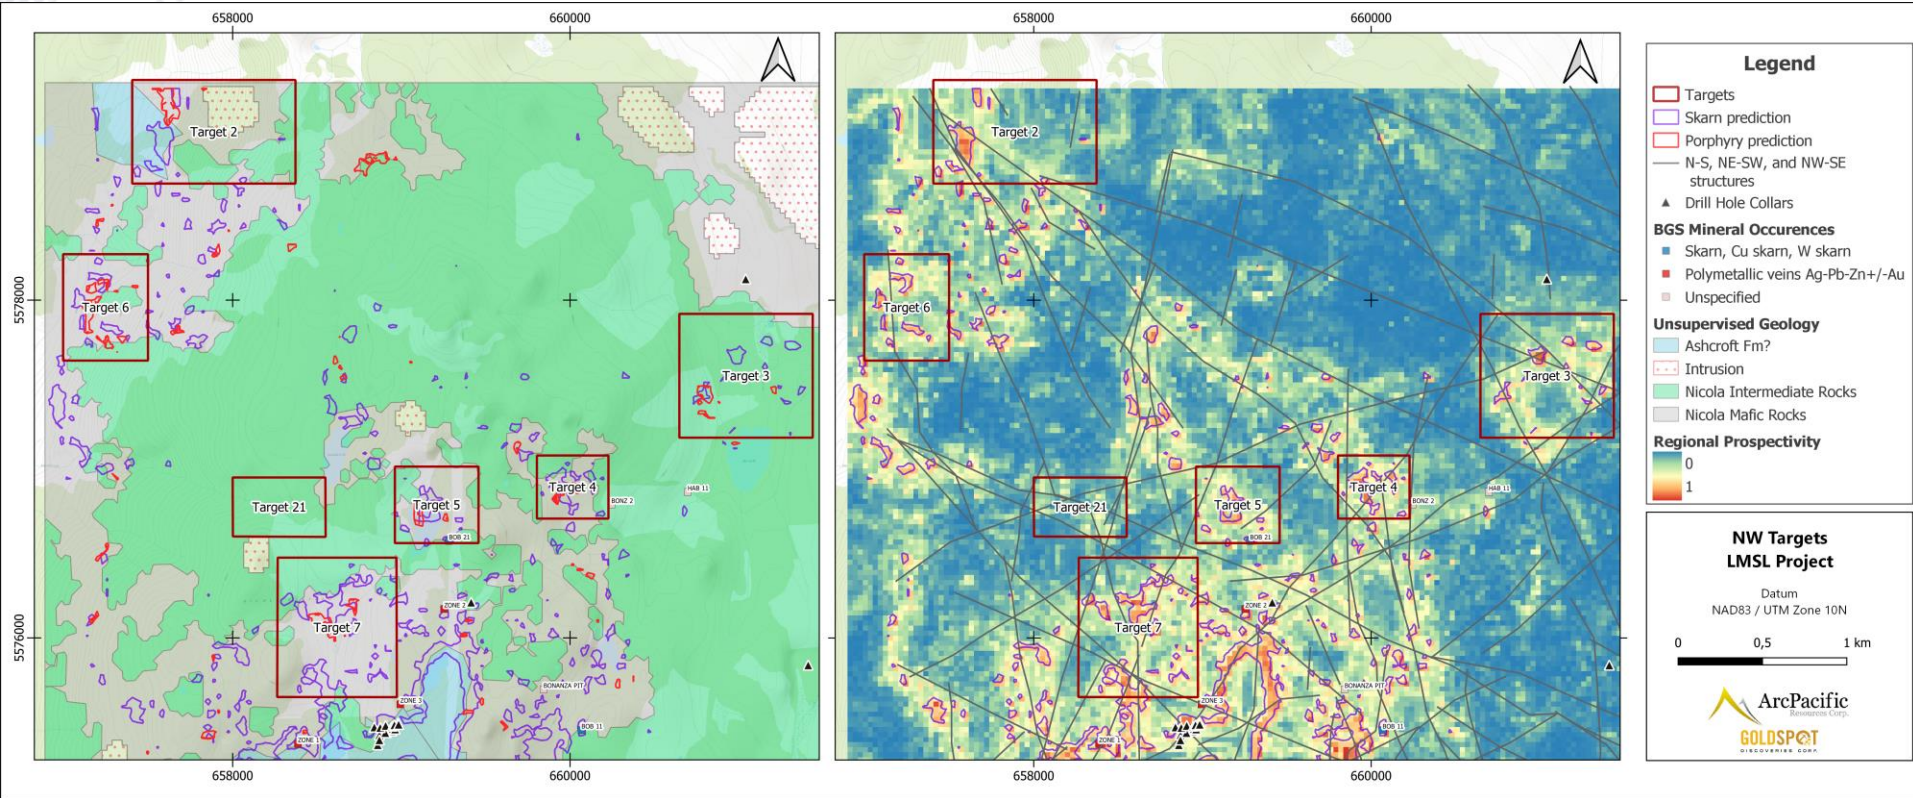 658000
660000
658000
660000
5578000
5576000
Target 2
Target 6
Target 3
Target 4
Target 5
Target 21
Target 7
HAB 11
BONZ 2
BOB 21
ZONE 2
BONANZA PIT
ZONE 3
BOB 11
ZONE 1
658000
660000
Target 2
Target 6
Target 3
Target 4
Target 5
Target 21
Target 7
HAB 11
BONZ 2
BOB 21
ZONE 2
BONANZA PIT
ZONE 3
BOB 11
ZONE 1
658000
660000
Legend
Targets
Skarn prediction
Porphyry prediction
N-S, NE-SW, and NW-SE
structures
Drill Hole Collars
BGS Mineral Occurences
Skarn, Cu skarn, W skarn
Polymetallic veins Ag-Pb-Zn+/-Au
Unspecified
Unsupervised Geology
Ashcroft Fm?
Intrusion
Nicola Intermediate Rocks
Nicola Mafic Rocks
Regional Prospectivity
0
1
NW Targets
LMSL Project
Datum
NAD83 / UTM Zone 10N
0 0,5 1 km
ArcPacific
Resources Corp.
GOLDSPOT
DISCOVERIES CORP.